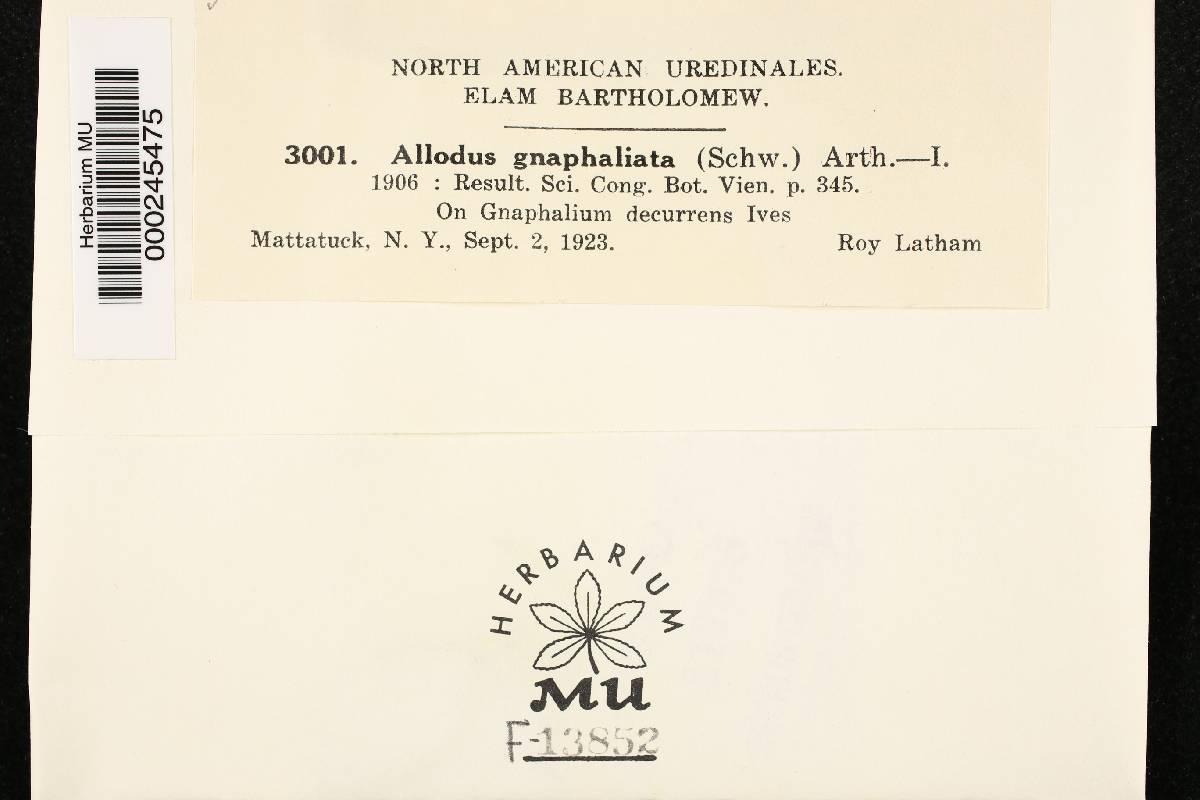 Herbarium MU
000245475
NORTH AMERICAN UREDINALES.
ELAM BARTHOLOMEW.
3001. Allodus gnaphaliata (Schw.) Arth.—I.
1906 : Result. Sci. Cong. Bot. Vien. p. 345.
On Gnaphalium decurrens Ives
Mattatuck, N. Y., Sept. 2, 1923. Roy Latham
HERBARIUM
MU
F-13852